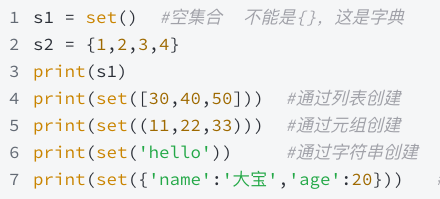 1 s1 = set()  #空集合  不能是{}, 这是字典
2 s2 = {1,2,3,4}
3 print(s1)
4 print(set([30,40,50]))  #通过列表创建
5 print(set((11,22,33)))  #通过元组创建
6 print(set('hello'))     #通过字符串创建
7 print(set({'name':'大宝','age':20}))   #